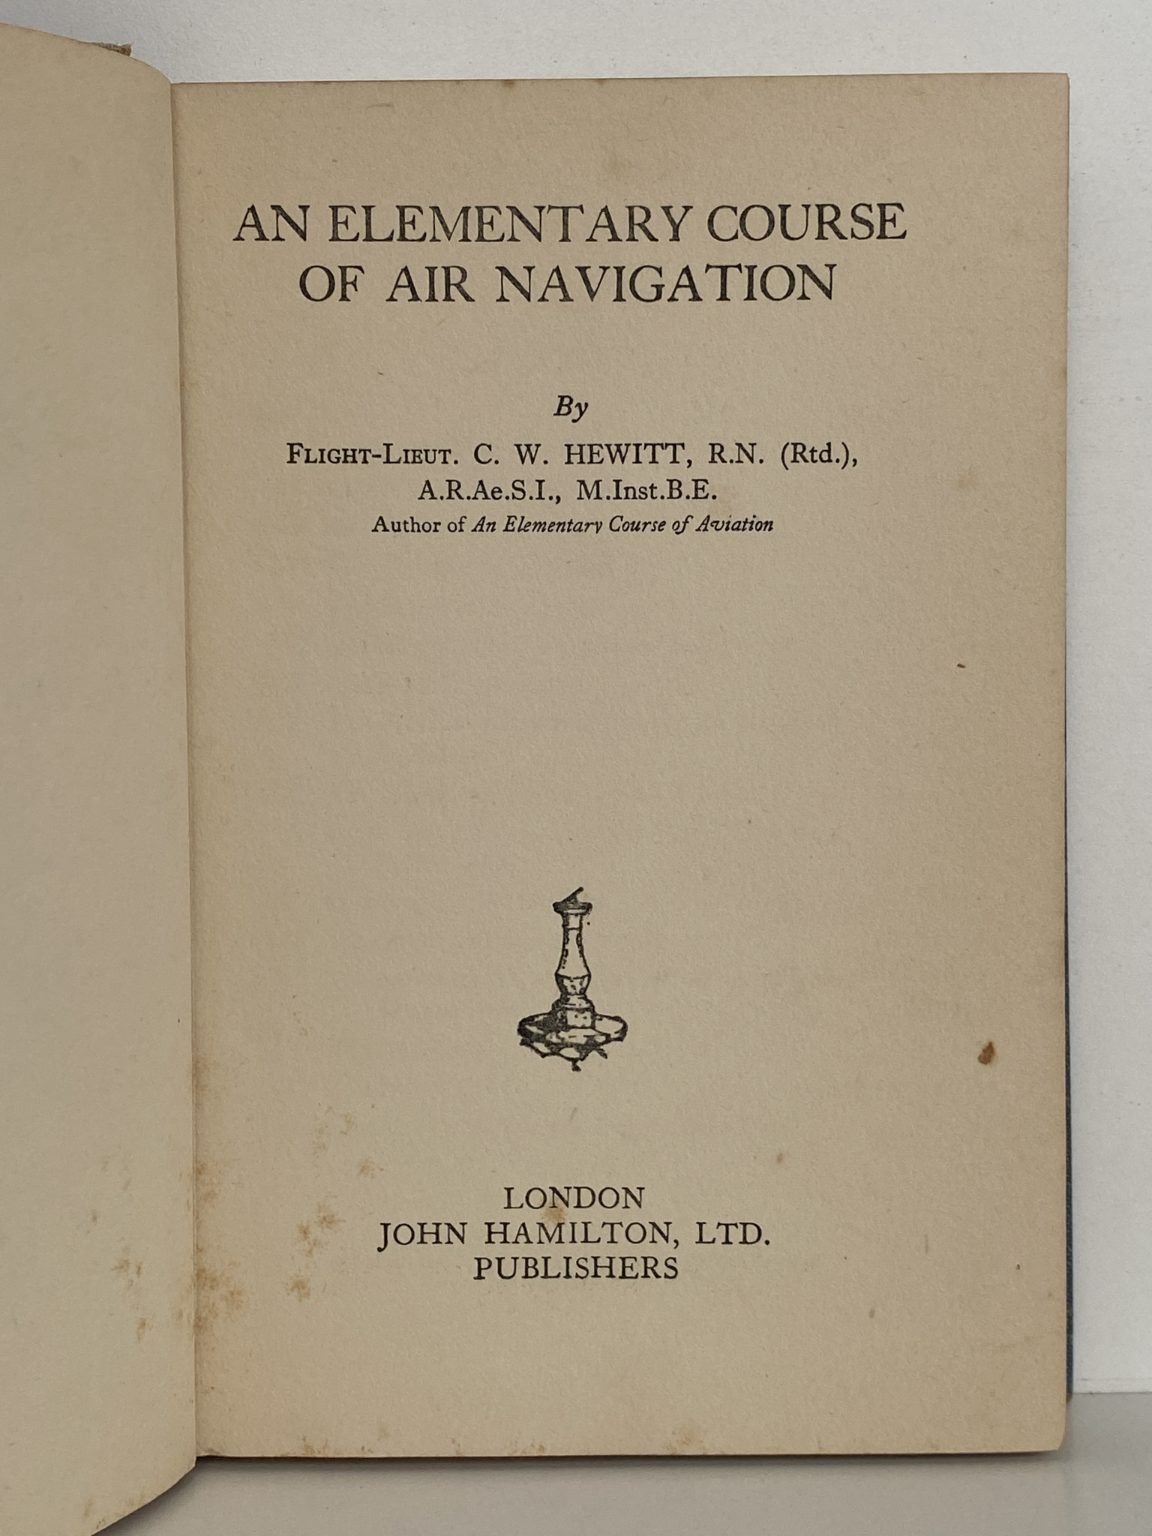 AN ELEMENTARY COURSE
OF AIR NAVIGATION
By
FLIGHT-LIEUT. C. W. HEWITT, R.N. (Rtd.),
A.R.Ae.S.I., M.Inst.B.E.
Author of An Elementary Course of Aviation
LONDON
JOHN HAMILTON, LTD.
PUBLISHERS